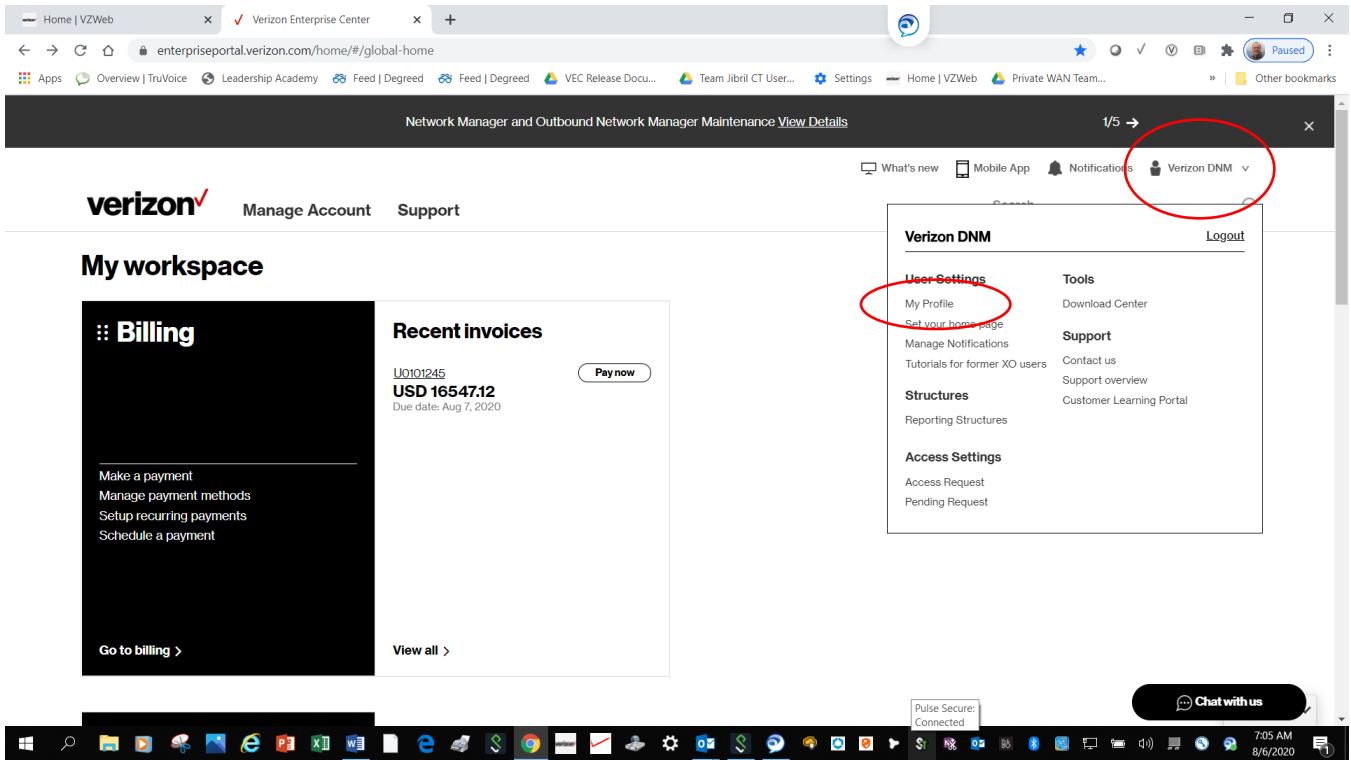 Home | VZWeb
Verizon Enterprise Center
enterpriseportal.verizon.com/home/#/global-home
Paused
Apps
Overview | TruVoice
Leadership Academy
Feed | Degreed
Feed | Degreed
VEC Release Docu...
Team Jibril CT User...
Settings
Home | VZWeb
Private WAN Team...
»
Other bookmarks
Network Manager and Outbound Network Manager Maintenance View Details
1/5
What's new
Mobile App
Notifications
Verizon DNM
verizon
Manage Account
Support
Search
My workspace
Billing
Make a payment
Manage payment methods
Setup recurring payments
Schedule a payment
Go to billing >
Recent invoices
U0101245
Pay now
USD 16547.12
Due date: Aug 7, 2020
View all >
Verizon DNM
Logout
User Settings
My Profile
Set your home page
Manage Notifications
Tutorials for former XO users
Structures
Reporting Structures
Access Settings
Access Request
Pending Request
Tools
Download Center
Support
Contact us
Support overview
Customer Learning Portal
Chat with us
Pulse Secure:
Connected
7:05 AM
8/6/2020